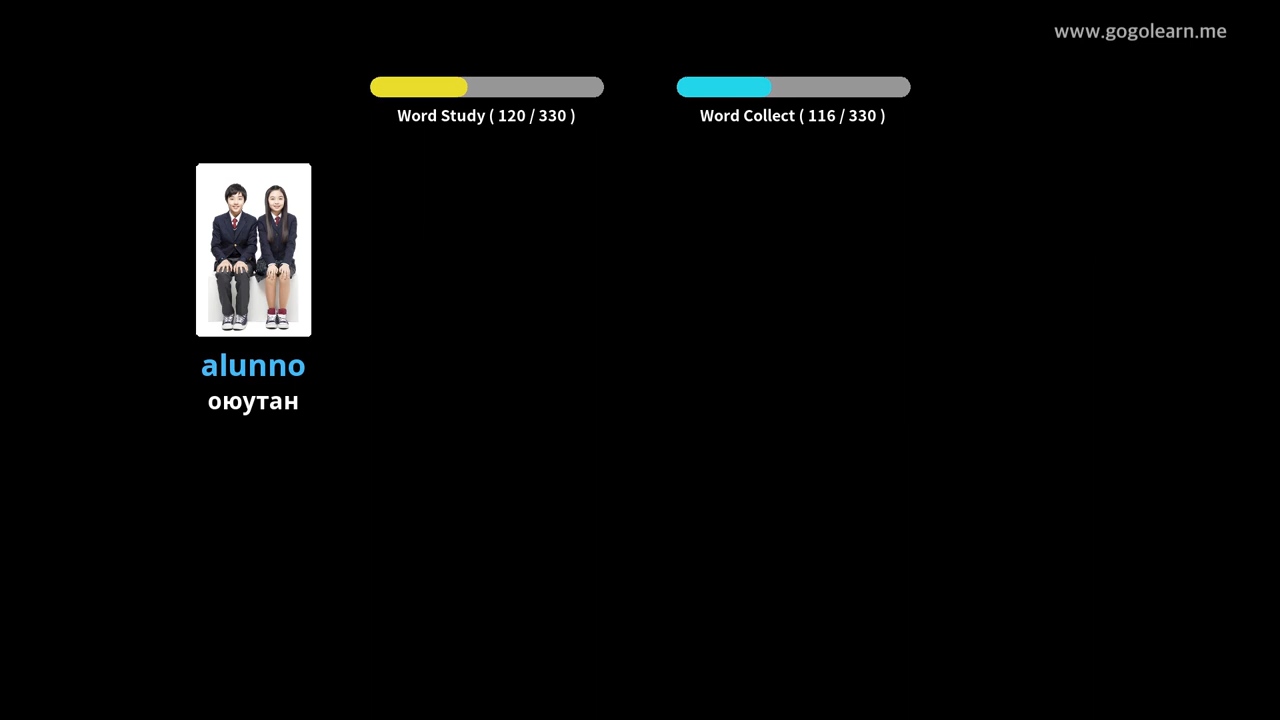 www.gogolearn.me
Word Study ( 120 / 330 )
Word Collect ( 116 / 330 )
alunno
оюутан